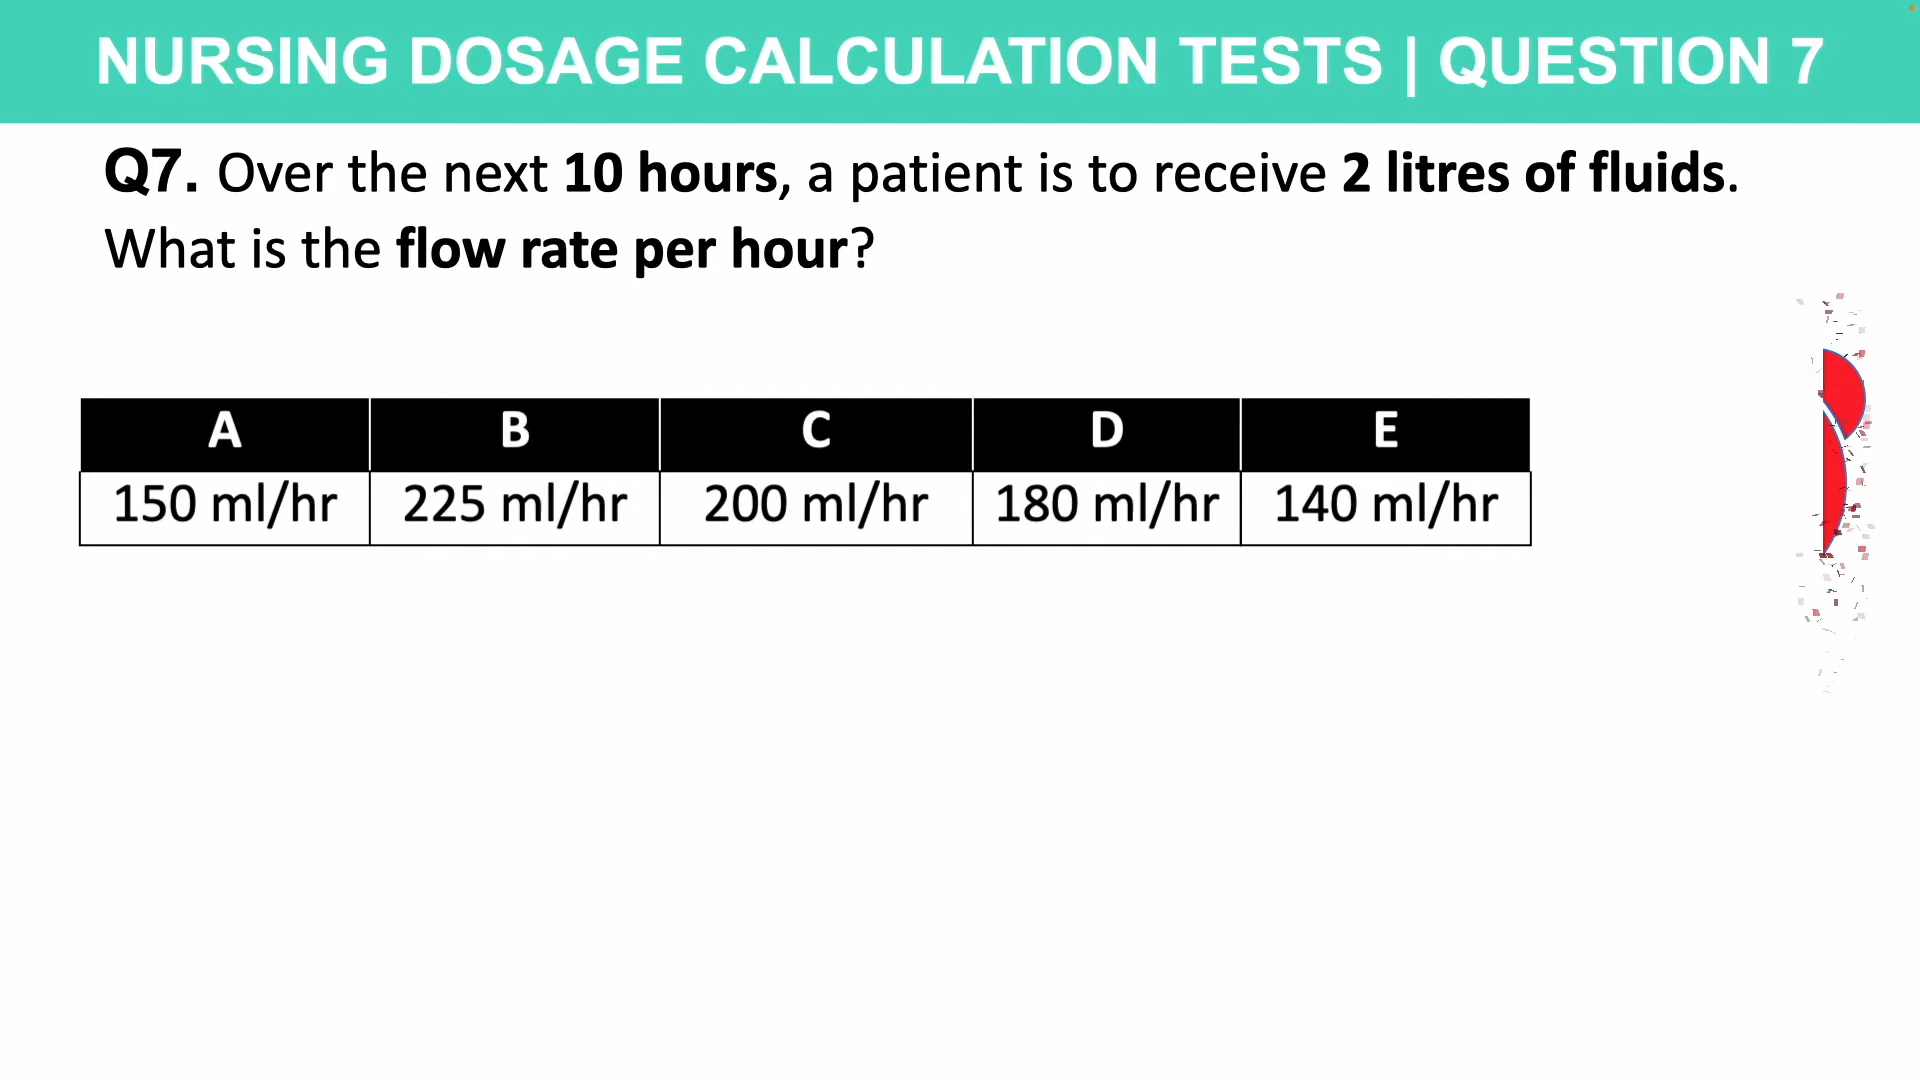 NURSING DOSAGE CALCULATION TESTS | QUESTION 7
Q7. Over the next 10 hours, a patient is to receive 2 litres of fluids.
What is the flow rate per hour?
A B C D E
150 ml/hr 225 ml/hr 200 ml/hr 180 ml/hr 140 ml/hr